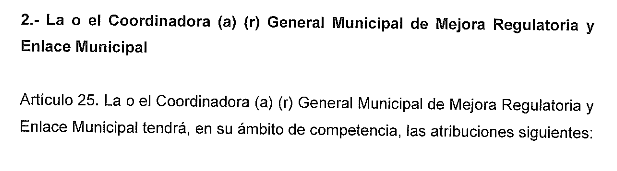 2.- La o el Coordinadora (a) (r) General Municipal de Mejora Regulatoria y
Enlace Municipal
Artículo 25. La o el Coordinadora (a) (r) General Municipal de Mejora Regulatoria y
Enlace Municipal tendrá, en su ámbito de competencia, las atribuciones siguientes: